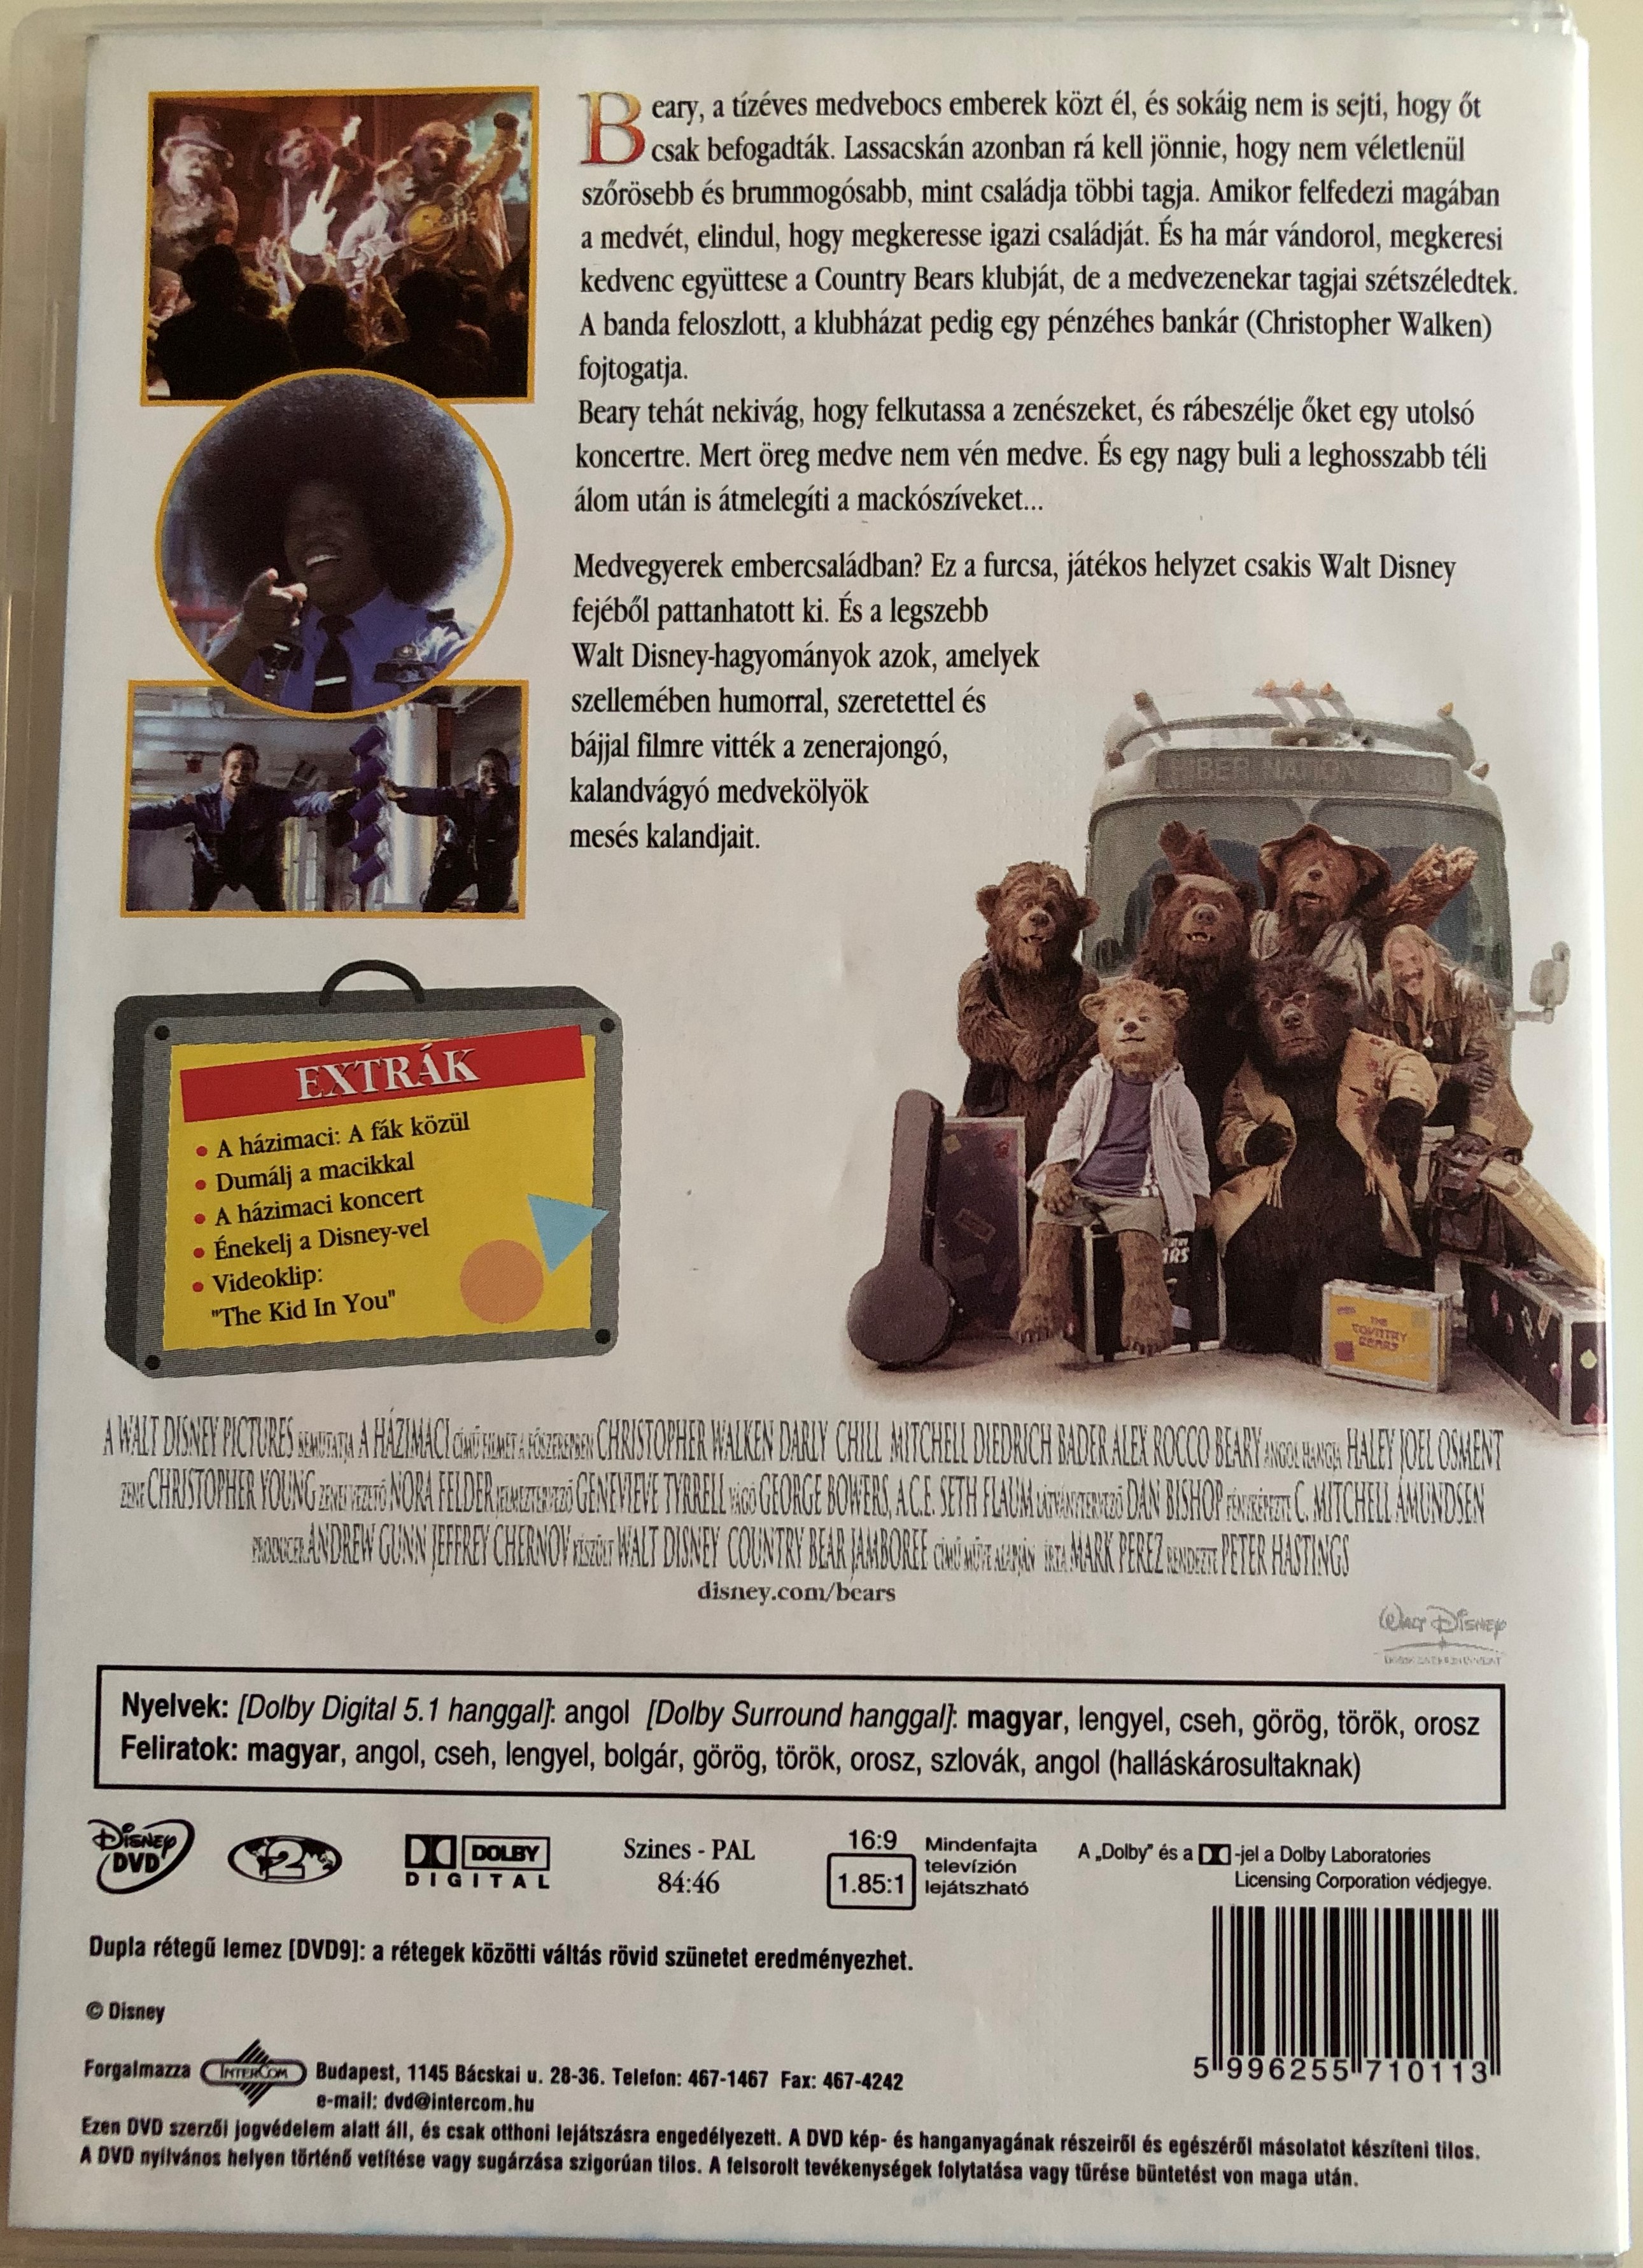 Beary, a tízéves medvebocs emberek közt él, és sokáig nem is sejti, hogy őt
csak befogadták. Lassacskán azonban rá kell jönnie, hogy nem véletlenül
szőrösebb és brummogósabb, mint családja többi tagja. Amikor felfedezi magában
a medvét, elindul, hogy megkeresse igazi családját. És ha már vándorol, megkeresi
kedvenc együttese a Country Bears klubját, de a medvezenekar tagjai szétszéledtek.
A banda feloszlott, a klubházat pedig egy pénzéhes bankár (Christopher Walken)
fojtogatja.
Beary tehát nekivág, hogy felkutassa a zenészeket, és rábeszélje őket egy utolsó
koncertre. Mert öreg medve nem vén medve. És egy nagy buli a leghosszabb téli
álom után is átmelegíti a mackószíveket...
Medvegyerek embercsaládban? Ez a furcsa, játékos helyzet csakis Walt Disney
fejéből pattanhatott ki. És a legszebb
Walt Disney-hagyományok azok, amelyek
szellemében humorral, szeretettel és
bájjal filmre vitték a zenerajongó,
kalandvágyó medvekölyök
mesés kalandjait.
EXTRÁK
• A házimaci: A fák közül
• Dumálj a macikkal
• A házimaci koncert
• Énekelj a Disney-vel
• Videoklip:
"The Kid In You"
THE
COUNTRY
BEARS
A WALT DISNEY PICTURES BEMUTATJA A HÁZIMACI CÍMŰ FILMET A FŐSZEREPBEN CHRISTOPHER WALKEN DARLY CHILL MITCHELL DIEDRICH BADER ALEX ROCCO BEARY ANGOL HANGJA HALEY JOEL OSMENT
ZENE CHRISTOPHER YOUNG ZENEI VEZETŐ NORA FELDER JELMEZTERVEZŐ GENEVIEVE TYRRELL VÁGÓ GEORGE BOWERS, A.C.E. SETH FLAUM LÁTVÁNYTERVEZŐ DAN BISHOP FÉNYKÉPEZTE C. MITCHELL AMUNDSEN
PRODUCER ANDREW GUNN JEFFREY CHERNOV KÉSZÜLT WALT DISNEY COUNTRY BEAR JAMBOREE CÍMŰ MŰVE ALAPJÁN ÍRTA MARK PEREZ RENDEZTE PETER HASTINGS
disney.com/bears
WALT DISNEY
Nyelvek: [Dolby Digital 5.1 hanggal]: angol [Dolby Surround hanggal]: magyar, lengyel, cseh, görög, török, orosz
Feliratok: magyar, angol, cseh, lengyel, bolgár, görög, török, orosz, szlovák, angol (halláskárosultaknak)
DISNEY
DVD
2
DOLBY
DIGITAL
Szines - PAL
84:46
16:9
1.85:1
Mindenfajta
televízión
lejátszható
A „Dolby" és a -jel a Dolby Laboratories
Licensing Corporation védjegye.
Dupla rétegű lemez [DVD9]: a rétegek közötti váltás rövid szünetet eredményezhet.
© Disney
Forgalmazza INTERCOM Budapest, 1145 Bácskai u. 28-36. Telefon: 467-1467 Fax: 467-4242
e-mail: dvd@intercom.hu
5 996255 710113
Ezen DVD szerzői jogvédelem alatt áll, és csak otthoni lejátszásra engedélyezett. A DVD kép- és hanganyagának részeiről és egészéről másolatot készíteni tilos.
A DVD nyilvános helyen történő vetítése vagy sugárzása szigorúan tilos. A felsorolt tevékenységek folytatása vagy tűrése büntetést von maga után.